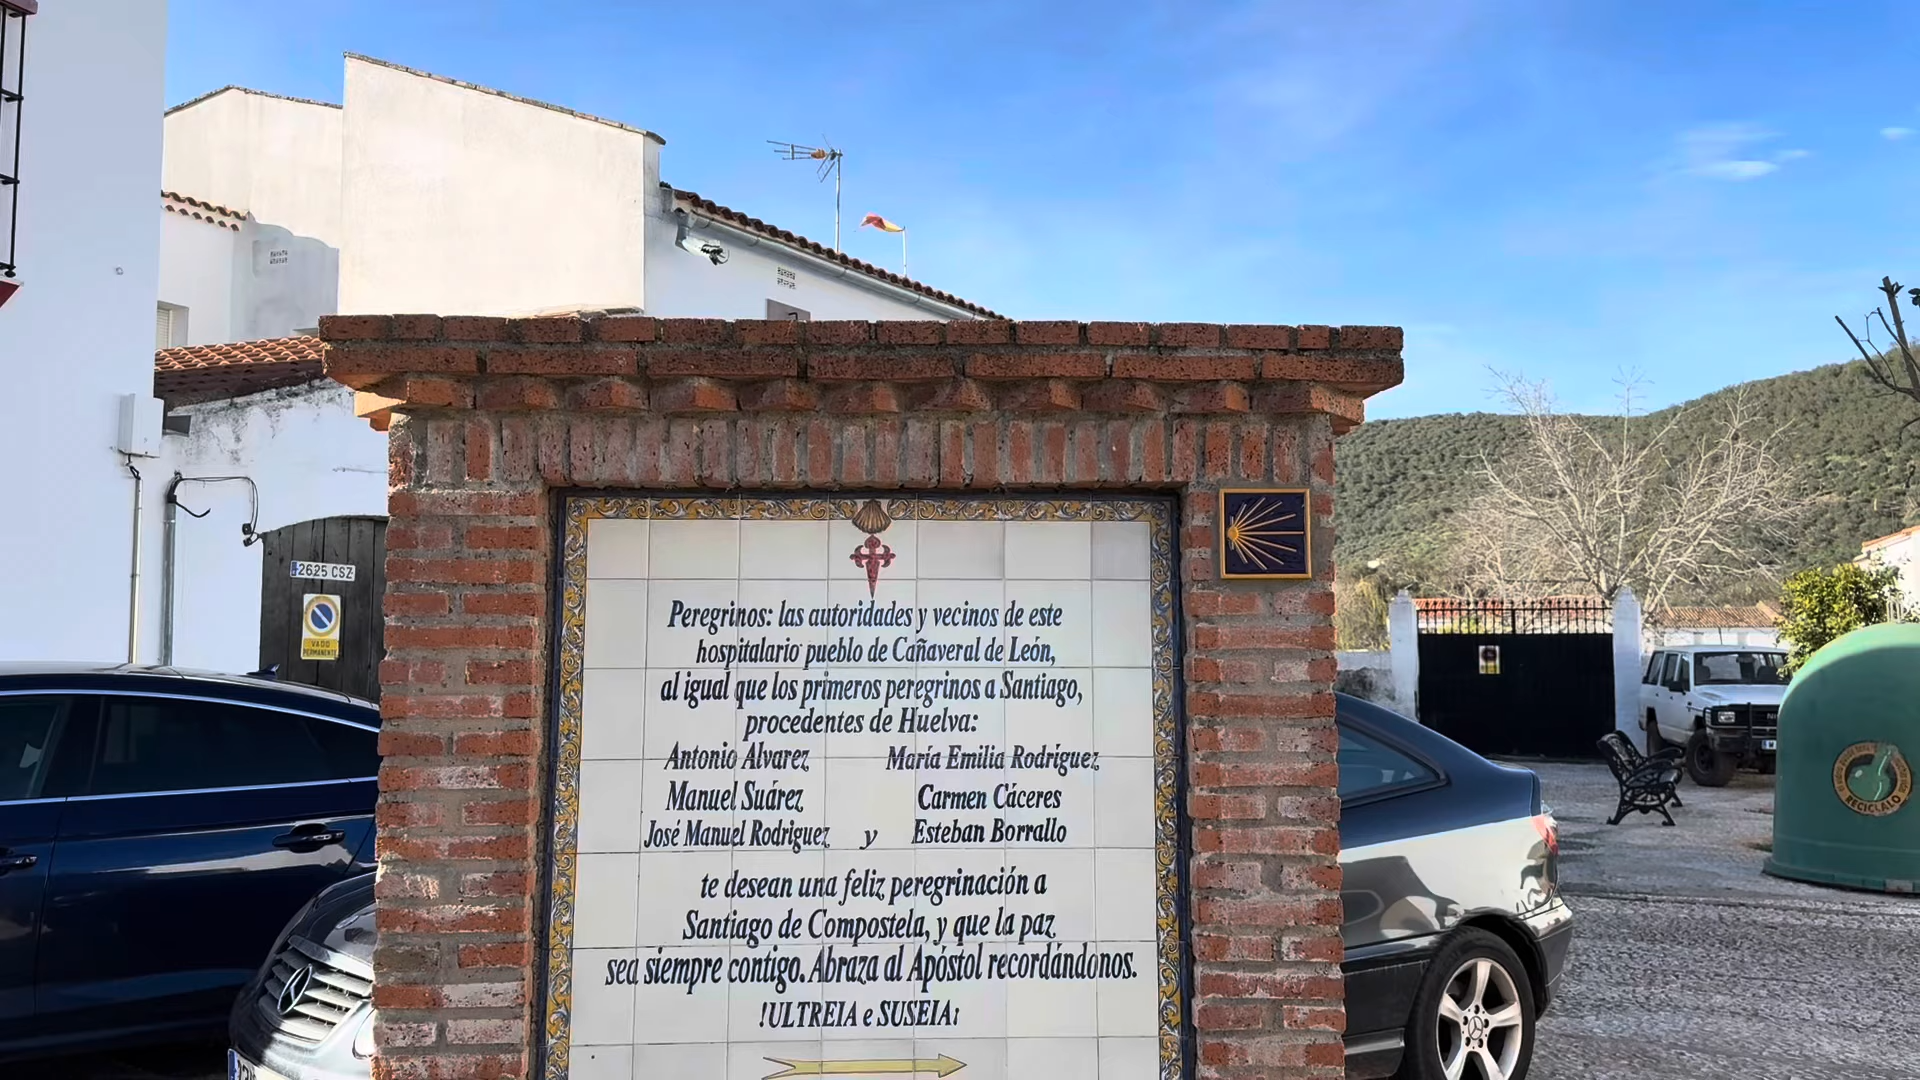 2625 CSZ
VADO
PERMANENTE
Peregrinos: las autoridades y vecinos de este
hospitalario pueblo de Cañaveral de León,
al igual que los primeros peregrinos a Santiago,
procedentes de Huelva:
Antonio Alvarez María Emilia Rodríguez
Manuel Suárez Carmen Cáceres
José Manuel Rodriguez y Esteban Borrallo
te desean una feliz peregrinación a
Santiago de Compostela, y que la paz
sea siempre contigo. Abraza al Apóstol recordándonos.
!ULTREIA e SUSEIA¡
RECICLALO